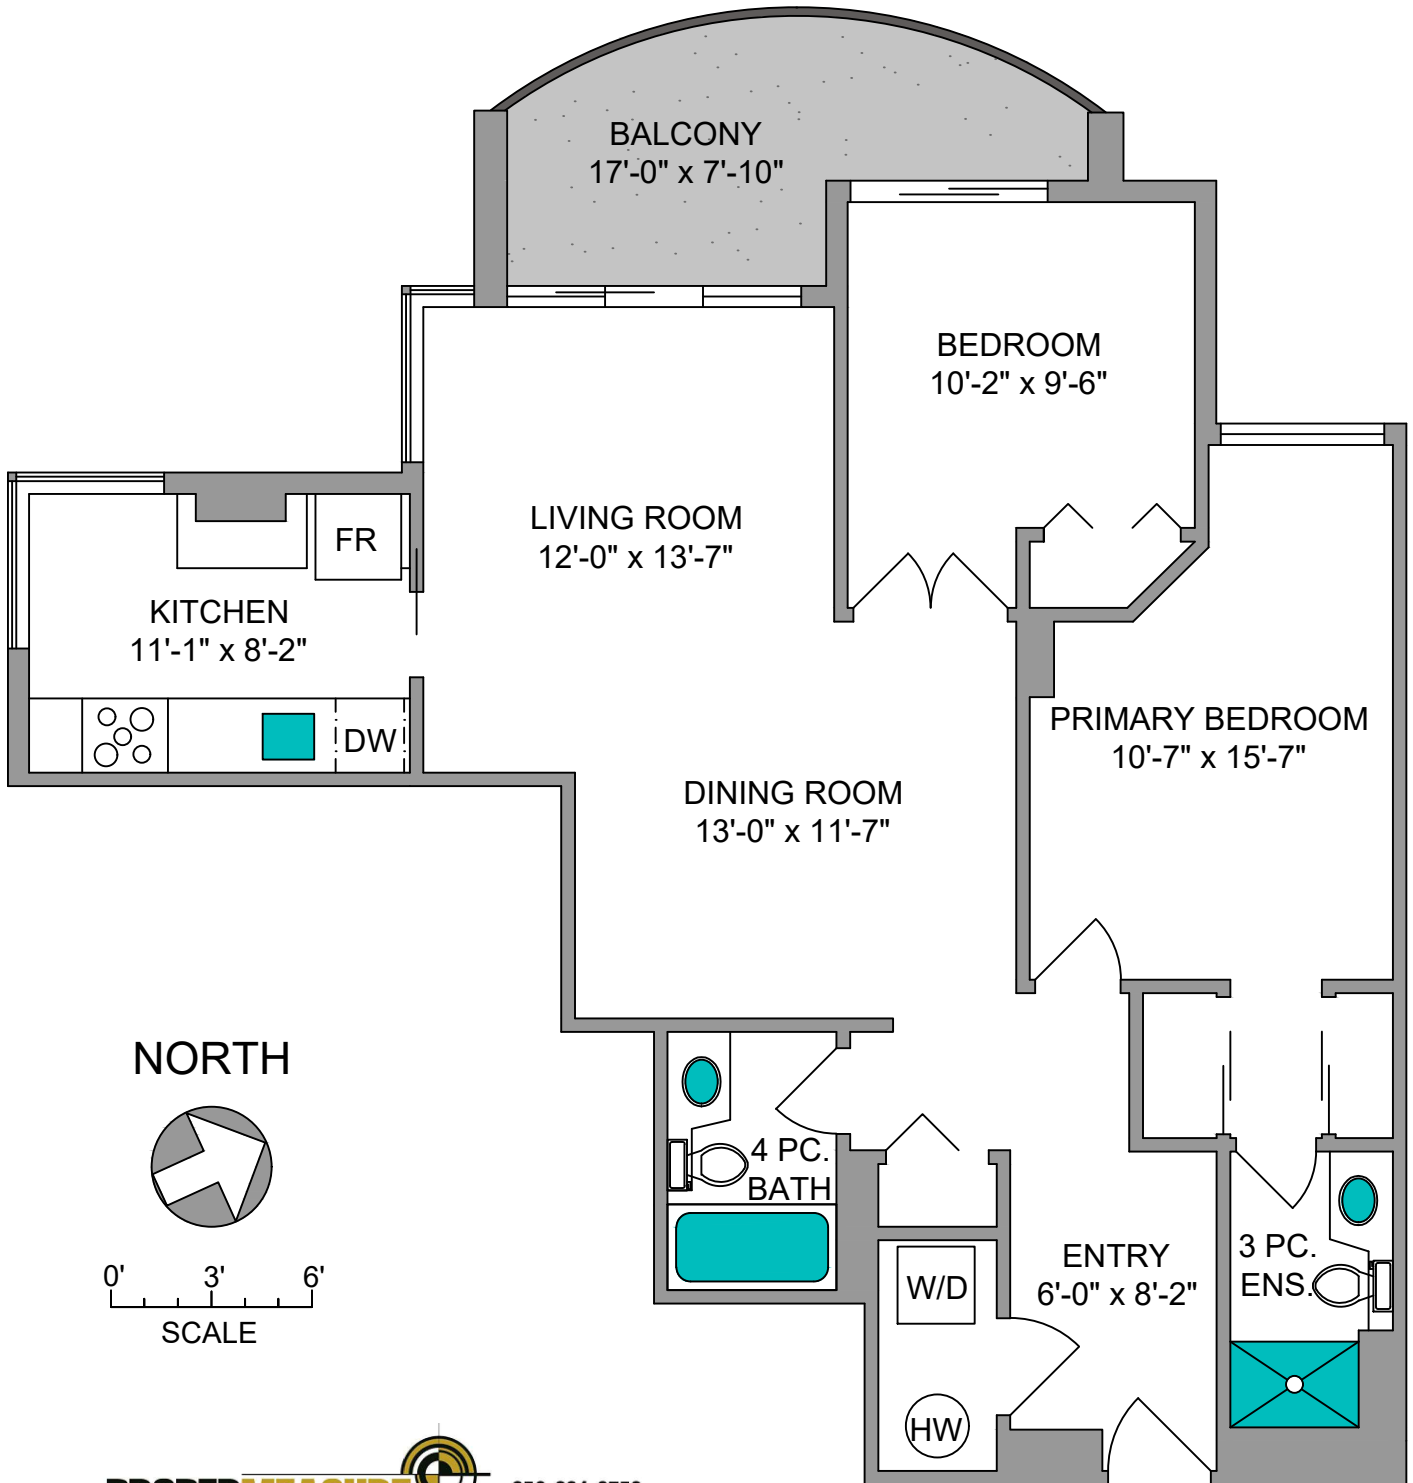 BALCONY
17'-0" x 7'-10"
BEDROOM
10'-2" x 9'-6"
LIVING ROOM
12'-0" x 13'-7"
FR
KITCHEN
11'-1" x 8'-2"
DW
PRIMARY BEDROOM
10'-7" x 15'-7"
DINING ROOM
13'-0" x 11'-7"
NORTH
0' 3' 6'
SCALE
4 PC.
BATH
W/D
HW
ENTRY
6'-0" x 8'-2"
3 PC.
ENS.
PROPERMEASURE